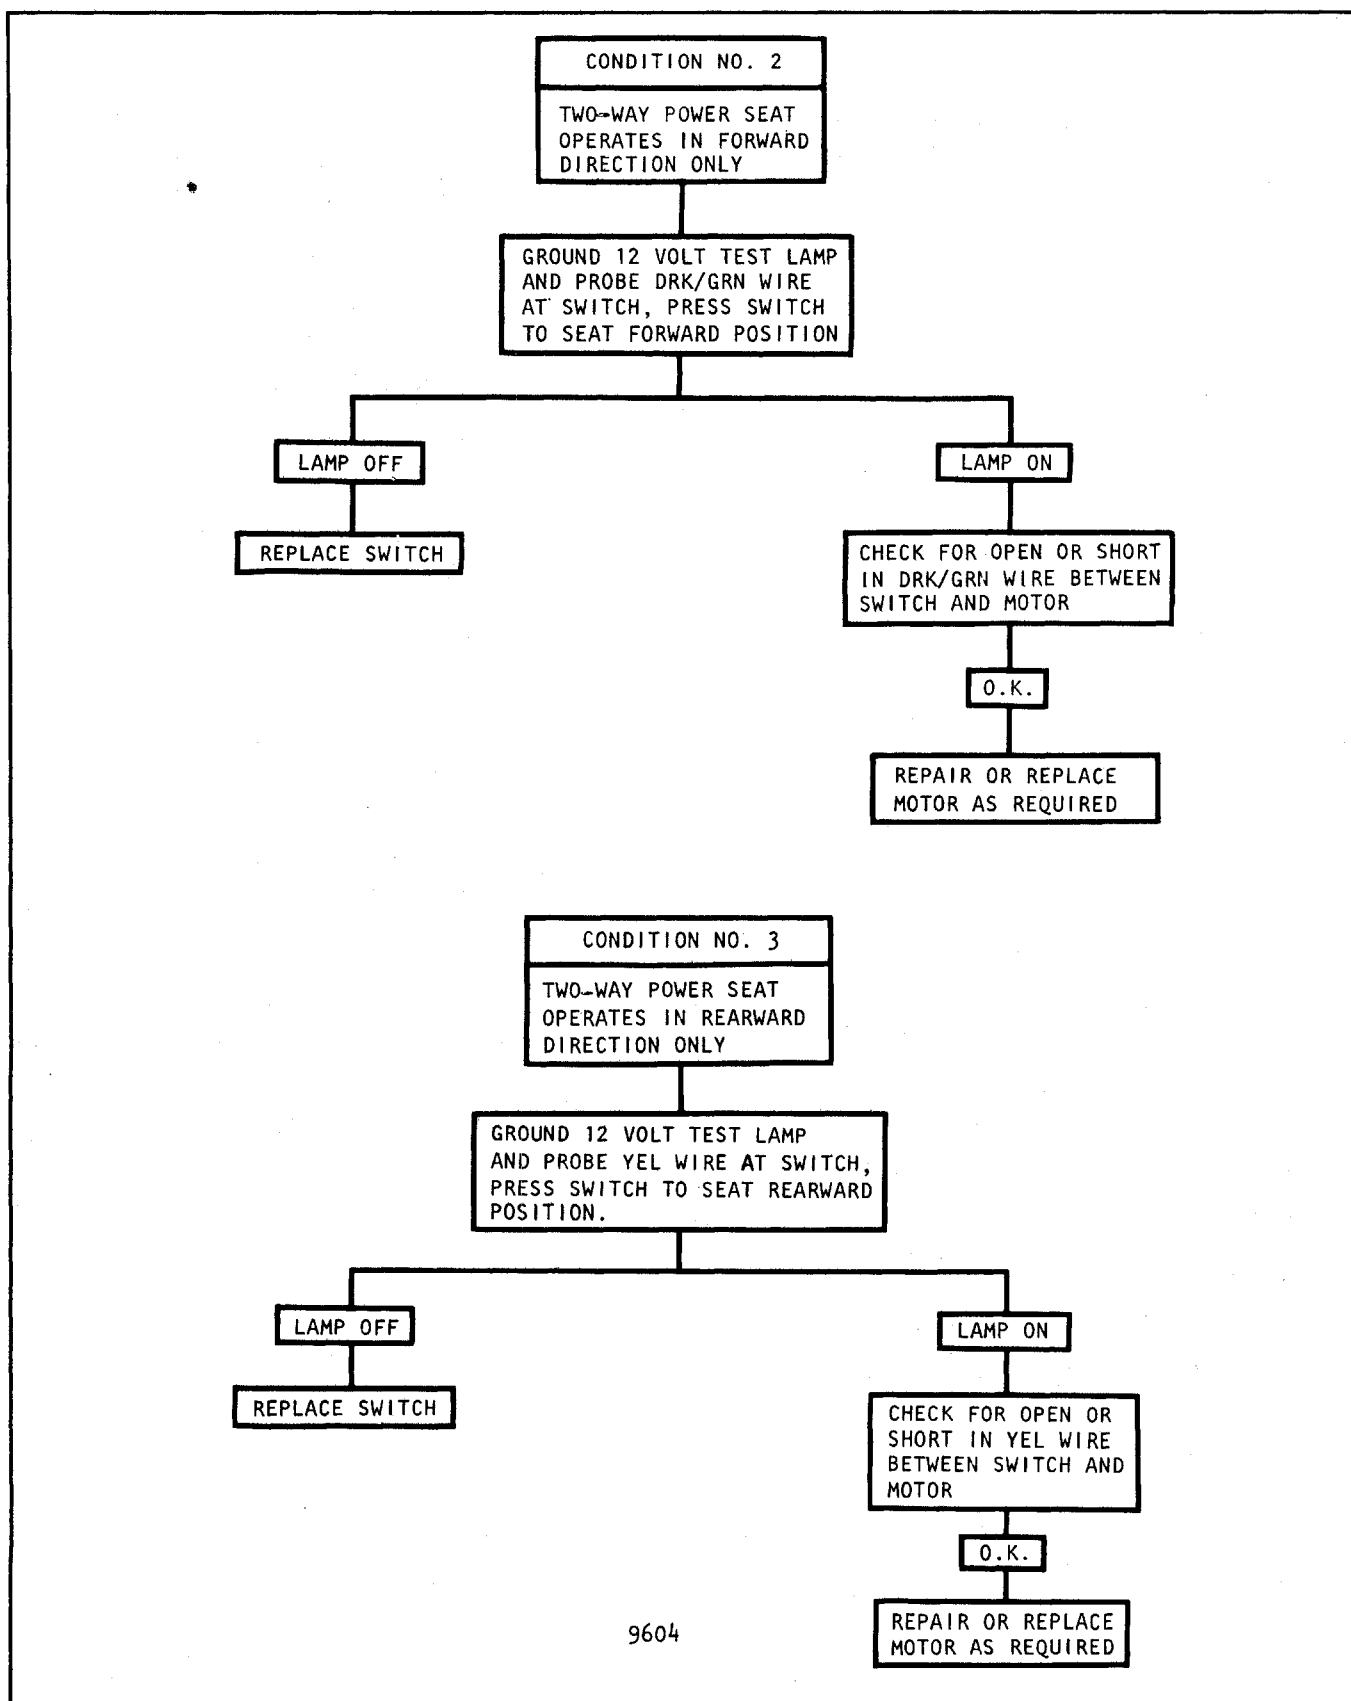 CONDITION NO. 2
TWO-WAY POWER SEAT
OPERATES IN FORWARD
DIRECTION ONLY
GROUND 12 VOLT TEST LAMP
AND PROBE DRK/GRN WIRE
AT SWITCH, PRESS SWITCH
TO SEAT FORWARD POSITION
LAMP OFF
REPLACE SWITCH
LAMP ON
CHECK FOR OPEN OR SHORT
IN DRK/GRN WIRE BETWEEN
SWITCH AND MOTOR
O.K.
REPAIR OR REPLACE
MOTOR AS REQUIRED
CONDITION NO. 3
TWO-WAY POWER SEAT
OPERATES IN REARWARD
DIRECTION ONLY
GROUND 12 VOLT TEST LAMP
AND PROBE YEL WIRE AT SWITCH,
PRESS SWITCH TO SEAT REARWARD
POSITION.
LAMP OFF
REPLACE SWITCH
LAMP ON
CHECK FOR OPEN OR
SHORT IN YEL WIRE
BETWEEN SWITCH AND
MOTOR
O.K.
REPAIR OR REPLACE
MOTOR AS REQUIRED
9604